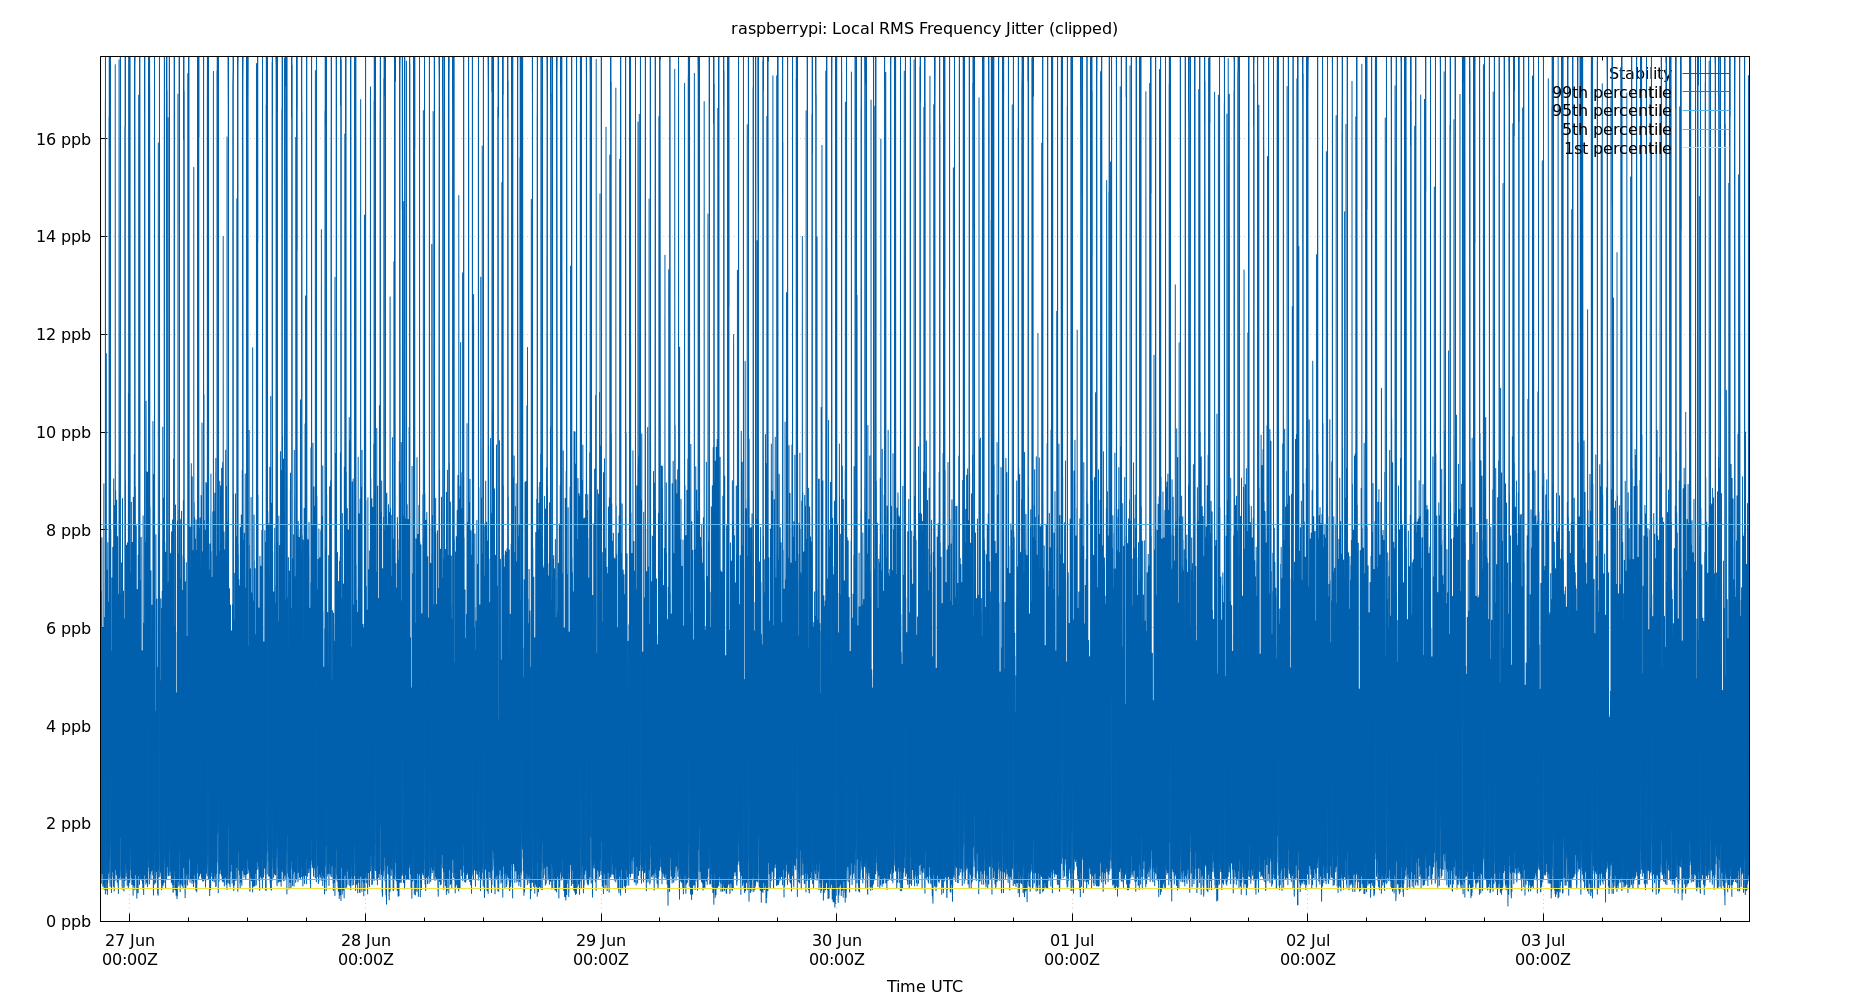 raspberrypi: Local RMS Frequency Jitter (clipped)
Stability
99th percentile
95th percentile
5th percentile
1st percentile
16 ppb
14 ppb
12 ppb
10 ppb
8 ppb
6 ppb
4 ppb
2 ppb
0 ppb
27 Jun 28 Jun 29 Jun 30 Jun 01 Jul 02 Jul 03 Jul
00:00Z 00:00Z 00:00Z 00:00Z 00:00Z 00:00Z 00:00Z
Time UTC